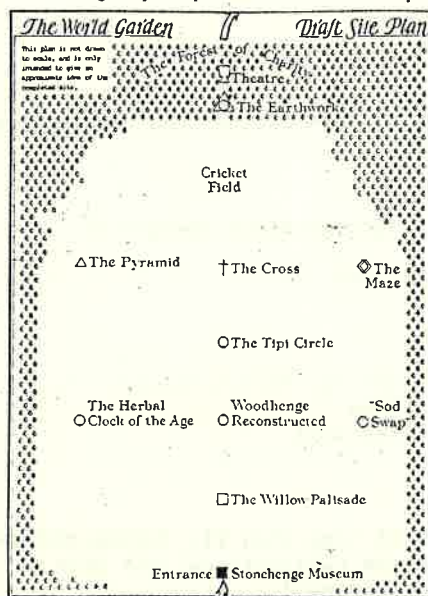 The World Garden
Draft Site Plan
This plan is not drawn
to scale, and is only
intended to give an
approximate idea of the
completed site.
The Forest of Charity
Theatre
The Earthwork
Cricket
Field
The Pyramid
The Cross
The
Maze
The Tipi Circle
The Herbal
Clock of the Age
Woodhenge
Reconstructed
"Sod
Swap"
The Willow Palisade
Entrance Stonehenge Museum